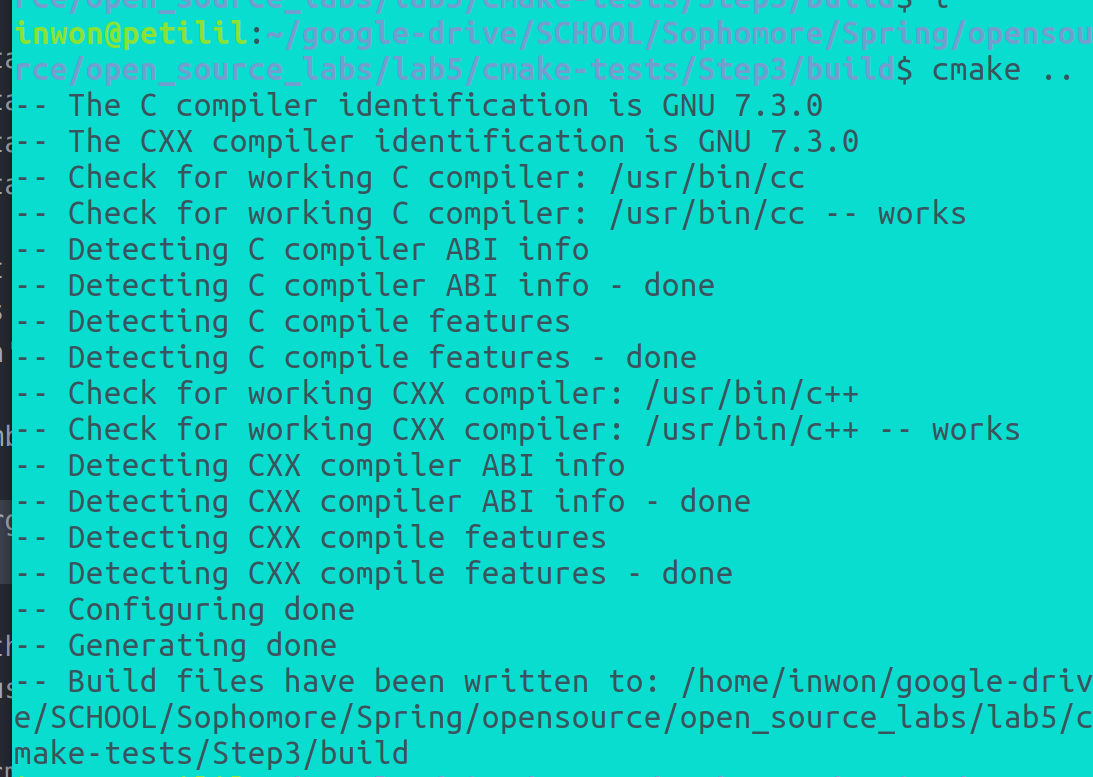 rce/open_source_labs/lab5/cmake-tests/Step3/build$ l
inwon@petilil:~/google-drive/SCHOOL/Sophomore/Spring/opensou
rce/open_source_labs/lab5/cmake-tests/Step3/build$ cmake ..
-- The C compiler identification is GNU 7.3.0
-- The CXX compiler identification is GNU 7.3.0
-- Check for working C compiler: /usr/bin/cc
-- Check for working C compiler: /usr/bin/cc -- works
-- Detecting C compiler ABI info
-- Detecting C compiler ABI info - done
-- Detecting C compile features
-- Detecting C compile features - done
-- Check for working CXX compiler: /usr/bin/c++
-- Check for working CXX compiler: /usr/bin/c++ -- works
-- Detecting CXX compiler ABI info
-- Detecting CXX compiler ABI info - done
-- Detecting CXX compile features
-- Detecting CXX compile features - done
-- Configuring done
-- Generating done
-- Build files have been written to: /home/inwon/google-driv
e/SCHOOL/Sophomore/Spring/opensource/open_source_labs/lab5/c
make-tests/Step3/build